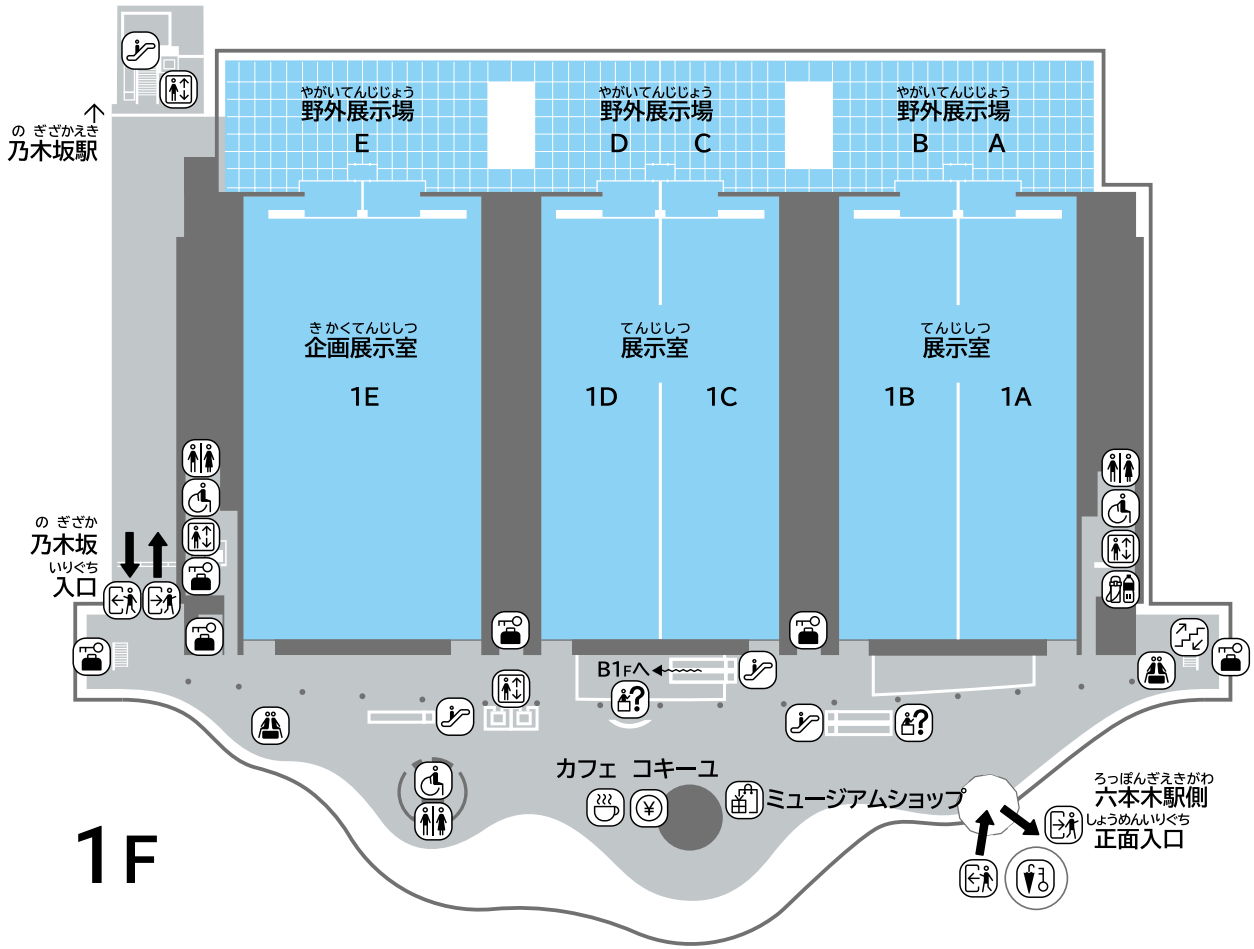 やがいてんじじょう
野外展示場
E
やがいてんじじょう
野外展示場
D C
やがいてんじじょう
野外展示場
B A
の ぎざかえき
乃木坂駅
き かくてんじしつ
企画展示室
1E
てんじしつ
展示室
1D 1C
てんじしつ
展示室
1B 1A
の ぎざか
乃木坂
いりぐち
入口
B1Fへ
?
?
カフェ コキーユ
¥
ミュージアムショップ
ろっぽんぎえきがわ
六本木駅側
しょうめんいりぐち
正面入口
1F